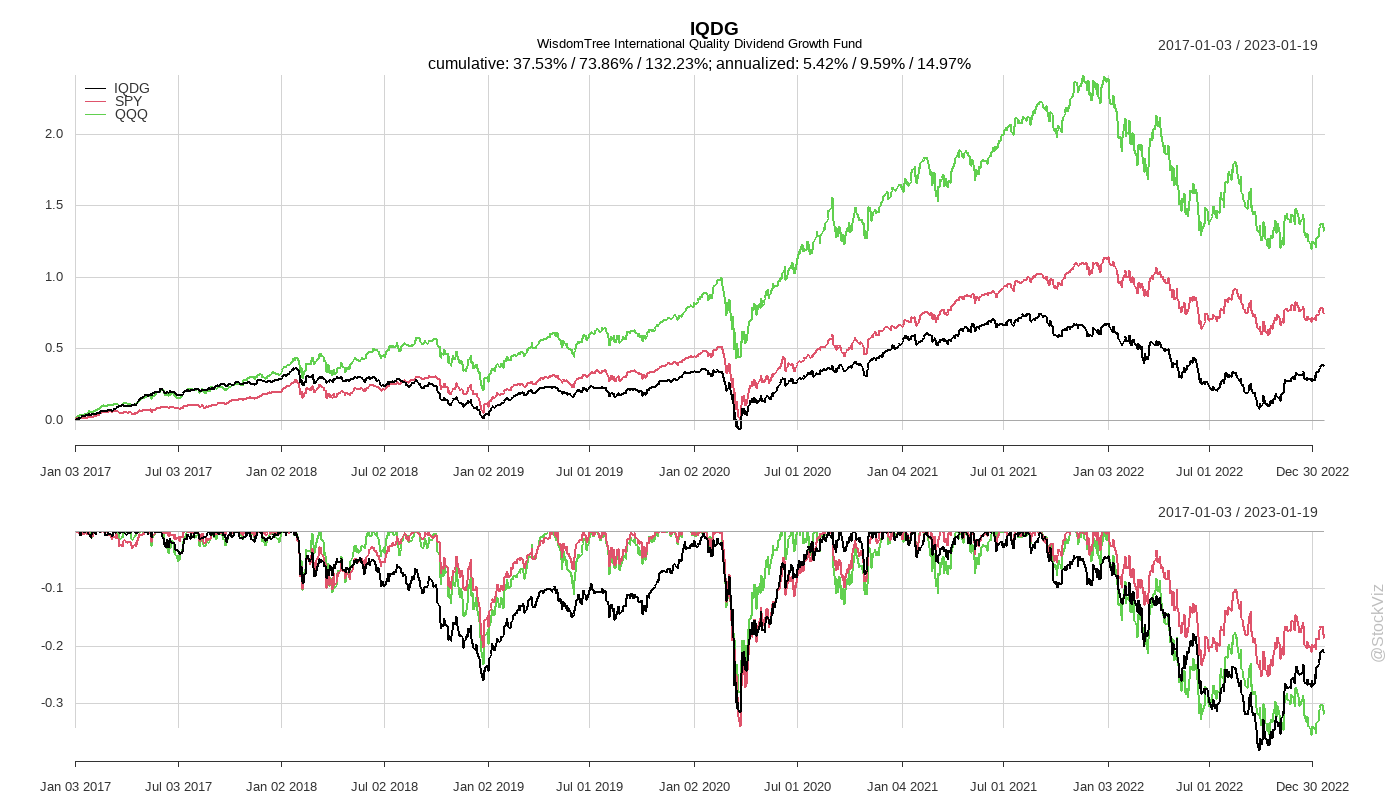 IQDG
WisdomTree International Quality Dividend Growth Fund
2017-01-03 / 2023-01-19
cumulative: 37.53% / 73.86% / 132.23%; annualized: 5.42% / 9.59% / 14.97%
IQDG
SPY
QQQ
2.0
1.5
1.0
0.5
0.0
Jan 03 2017 Jul 03 2017 Jan 02 2018 Jul 02 2018 Jan 02 2019 Jul 01 2019 Jan 02 2020 Jul 01 2020 Jan 04 2021 Jul 01 2021 Jan 03 2022 Jul 01 2022 Dec 30 2022
2017-01-03 / 2023-01-19
-0.1
-0.2
-0.3
Jan 03 2017 Jul 03 2017 Jan 02 2018 Jul 02 2018 Jan 02 2019 Jul 01 2019 Jan 02 2020 Jul 01 2020 Jan 04 2021 Jul 01 2021 Jan 03 2022 Jul 01 2022 Dec 30 2022
@StockViz